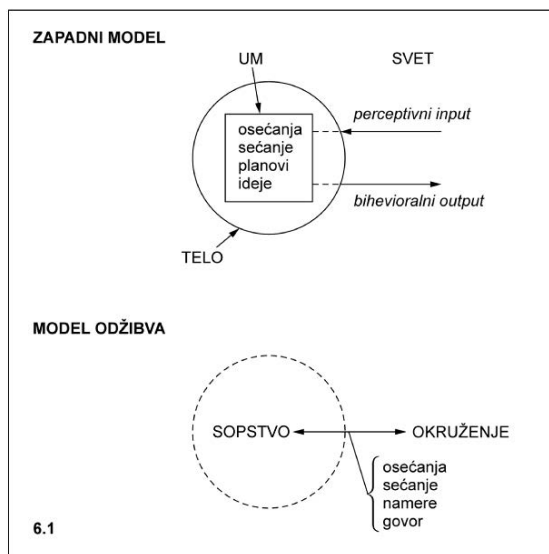 ZAPADNI MODEL
UM
SVET
perceptivni input
osećanja
sećanje
planovi
ideje
bihevioralni output
TELO
MODEL ODŽIBVA
SOPSTVO
OKRUŽENJE
osećanja
sećanje
namere
govor
6.1